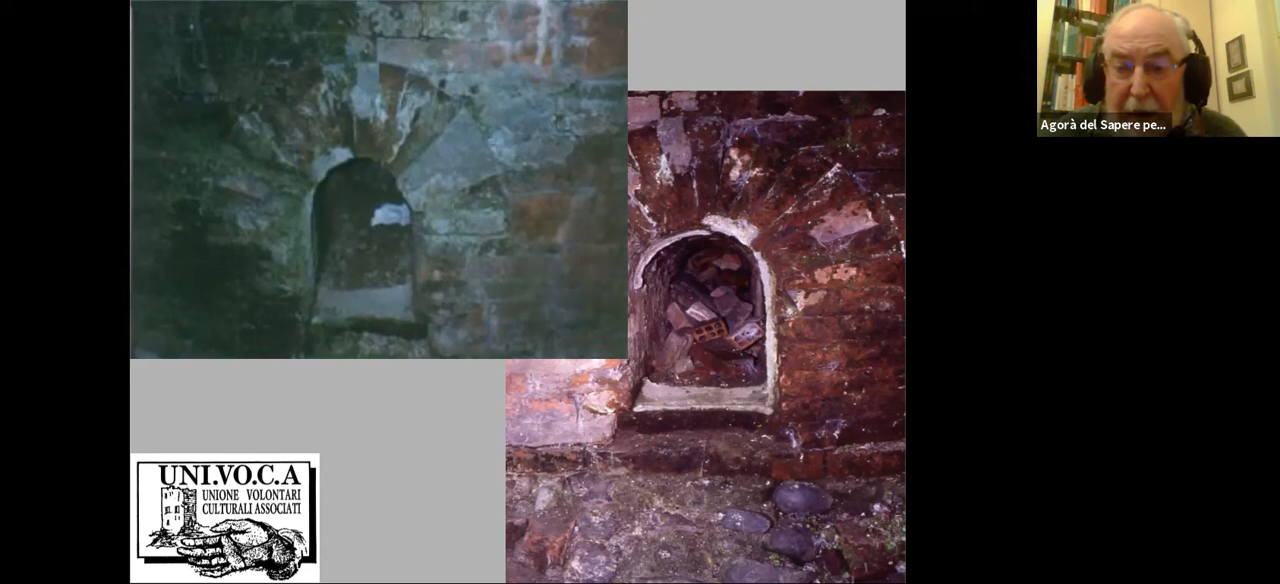 Agorà del Sapere pe...
UNI.VO.C.A
UNIONE VOLONTARI
CULTURALI ASSOCIATI